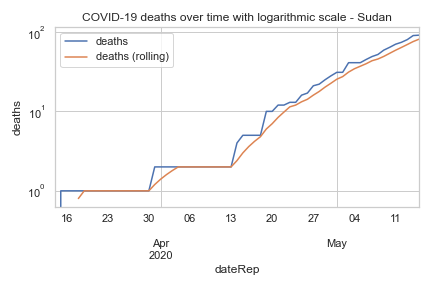 COVID-19 deaths over time with logarithmic scale - Sudan
deaths
deaths (rolling)
10²
10¹
10⁰
deaths
16 23 30 06 13 20 27 04 11
Apr May
2020
dateRep